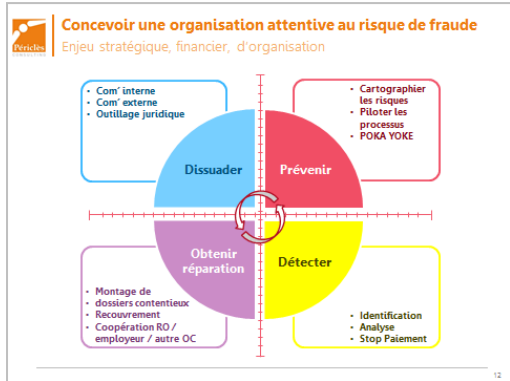 Concevoir une organisation attentive au risque de fraude
Enjeu stratégique, financier, d'organisation
Périclès
CONSULTING
• Com' interne
• Com' externe
• Outillage juridique
• Cartographier
les risques
• Piloter les
processus
• POKA YOKE
Dissuader
Prévenir
Obtenir
réparation
Détecter
• Montage de
• dossiers contentieux
• Recouvrement
• Coopération RO /
employeur / autre OC
• Identification
• Analyse
• Stop Paiement
12